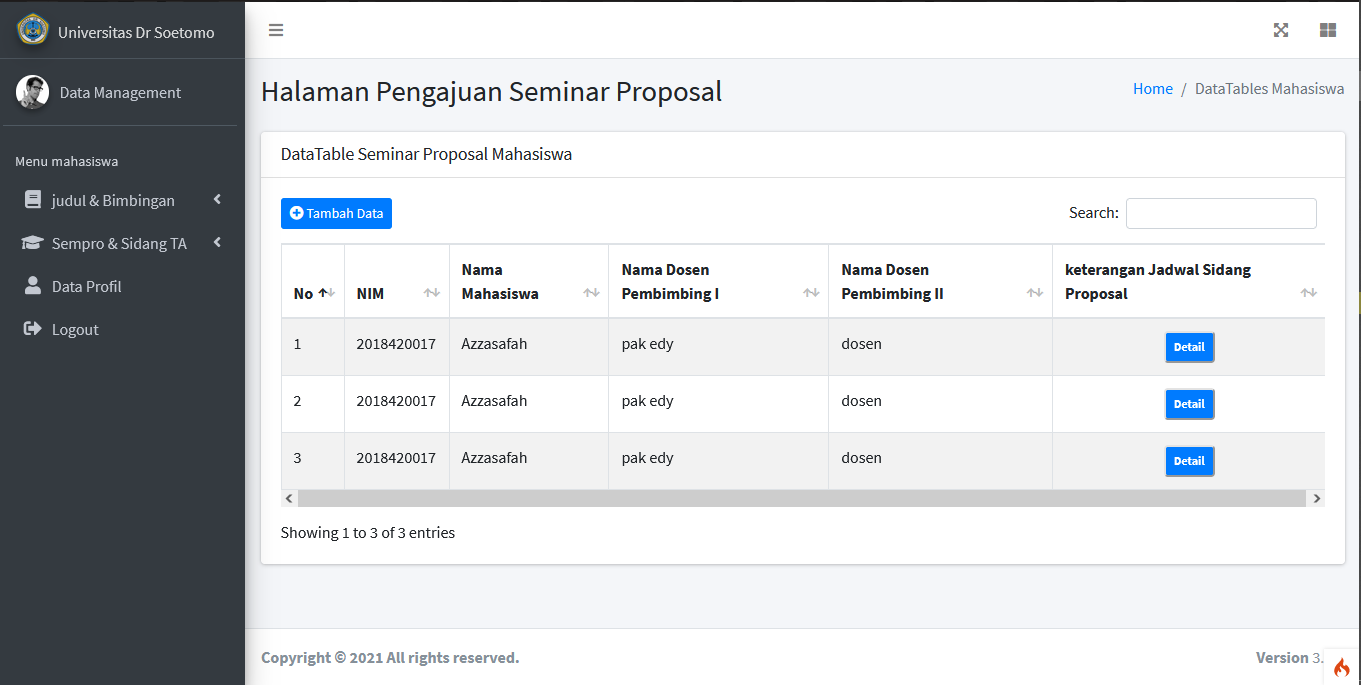 Universitas Dr Soetomo
Data Management
Menu mahasiswa
judul & Bimbingan
Sempro & Sidang TA
Data Profil
Logout
Halaman Pengajuan Seminar Proposal
Home / DataTables Mahasiswa
DataTable Seminar Proposal Mahasiswa
Tambah Data
Search:
No NIM Nama Mahasiswa Nama Dosen Pembimbing I Nama Dosen Pembimbing II keterangan Jadwal Sidang Proposal
1 2018420017 Azzasafah pak edy dosen Detail
2 2018420017 Azzasafah pak edy dosen Detail
3 2018420017 Azzasafah pak edy dosen Detail
Showing 1 to 3 of 3 entries
Copyright © 2021 All rights reserved.
Version 3.